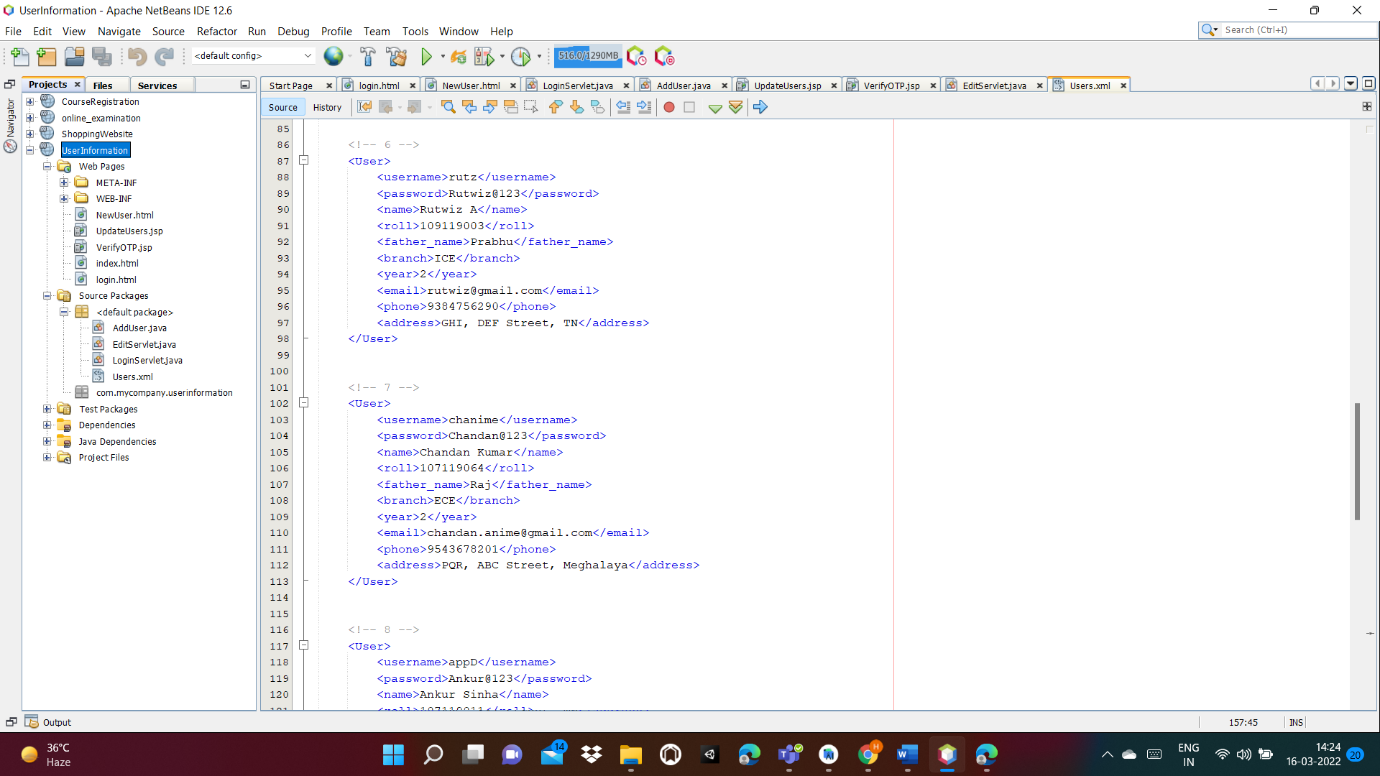 UserInformation - Apache NetBeans IDE 12.6
File Edit View Navigate Source Refactor Run Debug Profile Team Tools Window Help
Search (Ctrl+I)
<default config>
516.0/1290MB
Projects Files Services
Start Page login.html NewUser.html LoginServlet.java AddUser.java UpdateUsers.jsp VerifyOTP.jsp EditServlet.java Users.xml
Source History
Navigator
CourseRegistration
online_examination
ShoppingWebsite
UserInformation
Web Pages
META-INF
WEB-INF
NewUser.html
UpdateUsers.jsp
VerifyOTP.jsp
index.html
login.html
Source Packages
<default package>
AddUser.java
EditServlet.java
LoginServlet.java
Users.xml
com.mycompany.userinformation
Test Packages
Dependencies
Java Dependencies
Project Files
85
86 <!-- 6 -->
87 <User>
88 <username>rutz</username>
89 <password>Rutwiz@123</password>
90 <name>Rutwiz A</name>
91 <roll>109119003</roll>
92 <father_name>Prabhu</father_name>
93 <branch>ICE</branch>
94 <year>2</year>
95 <email>rutwiz@gmail.com</email>
96 <phone>9384756290</phone>
97 <address>GHI, DEF Street, TN</address>
98 </User>
99
100
101 <!-- 7 -->
102 <User>
103 <username>chanime</username>
104 <password>Chandan@123</password>
105 <name>Chandan Kumar</name>
106 <roll>107119064</roll>
107 <father_name>Raj</father_name>
108 <branch>ECE</branch>
109 <year>2</year>
110 <email>chandan.anime@gmail.com</email>
111 <phone>9543678201</phone>
112 <address>PQR, ABC Street, Meghalaya</address>
113 </User>
114
115
116 <!-- 8 -->
117 <User>
118 <username>appD</username>
119 <password>Ankur@123</password>
120 <name>Ankur Sinha</name>
Output
157:45 INS
36°C
Haze
14
ENG
IN
14:24
16-03-2022
20